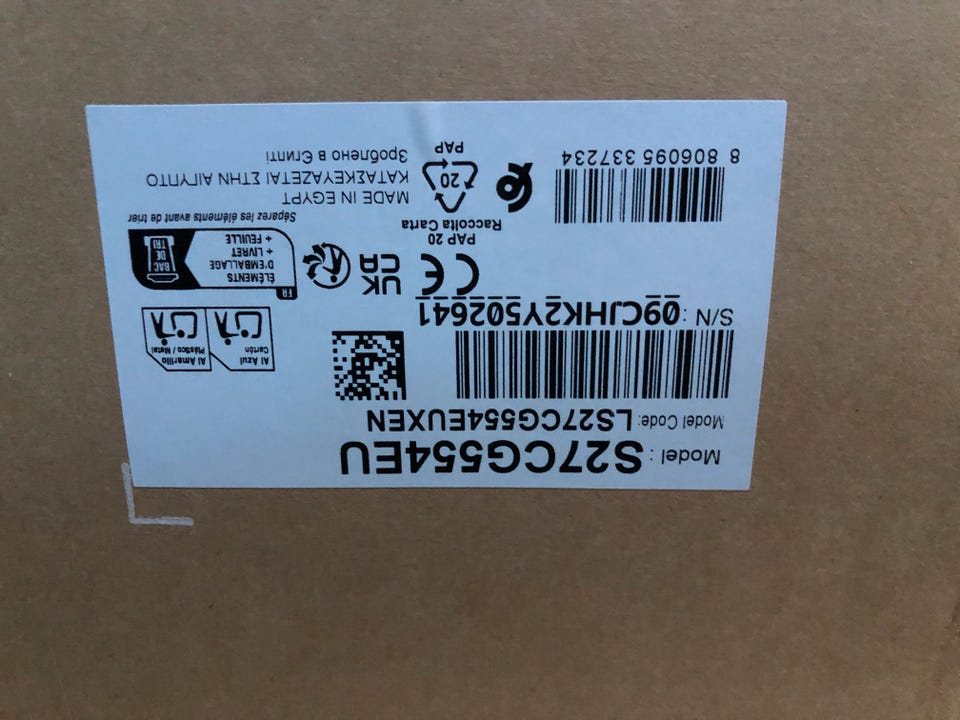 Model : S27CG554EU
Model Code: LS27CG554EUXEN
S/N : 09CJHK2Y502641
Al Azul
Cartón
Al Amarillo
Plástico / Metal
CE
UK
CA
FR
ÉLÉMENTS
D'EMBALLAGE
+ LIVRET
+ FEUILLE
BAC
DE
TRI
Séparez les éléments avant de trier
PAP 20
Raccolta Carta
20
PAP
MADE IN EGYPT
ΚΑΤΑΣΚΕΥΑΖΕΤΑΙ ΣΤΗΝ ΑΙΓΥΠΤΟ
Зроблено в Єгипті
8 806095 337234